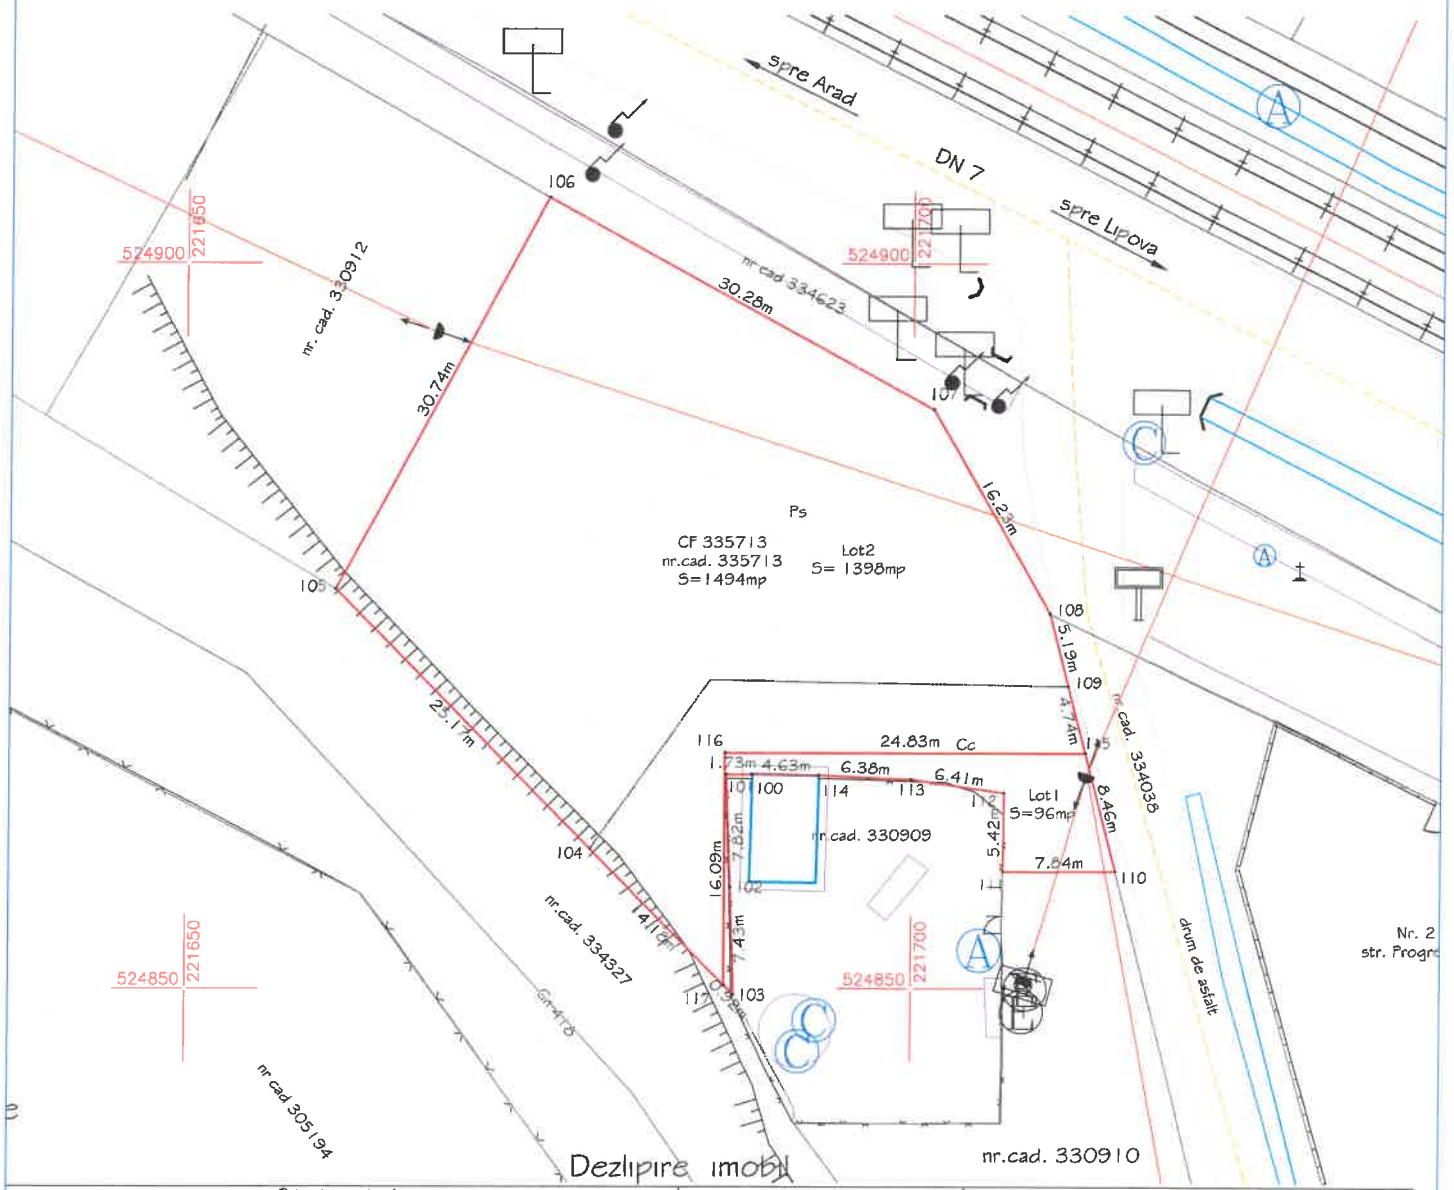 spre Arad
DN 7
spre Lipova
106
524900
221650
nr. cad. 330912
524900
221700
nr cad 334623
30.28m
30.74m
107
16.23m
Ps
CF 335713
nr.cad. 335713
S=1494mp
Lot2
S= 1398mp
A
C
A
105
108
5.19m
109
4.74m
nr cad. 334038
23.17m
116
24.83m
Cc
115
1.73m
4.63m
6.38m
6.41m
101
100
114
113
112
Lot1
S=96mp
8.46m
7.82m
nr.cad. 330909
5.42m
7.84m
110
104
16.09m
102
nr.cad. 334327
14.18m
7.43m
103
0.92m
524850
221650
524850
221700
A
C
C
drum de asfalt
Nr. 2
str. Progre
nr cad 305194
nr.cad. 330910
Dezlipire imobil